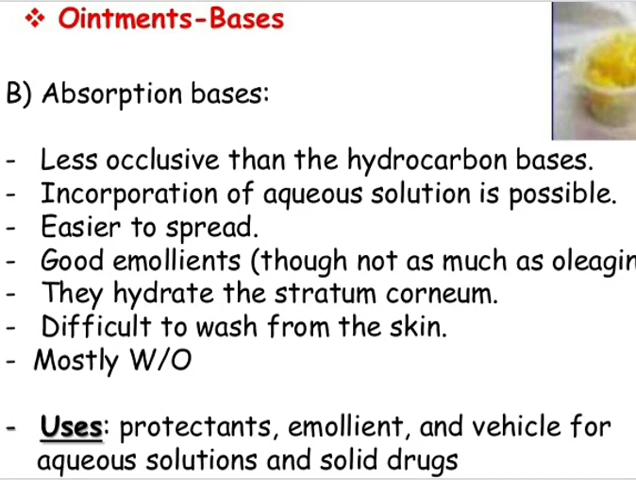 ❖ Ointments-Bases
B) Absorption bases:
- Less occlusive than the hydrocarbon bases.
- Incorporation of aqueous solution is possible.
- Easier to spread.
- Good emollients (though not as much as
- They hydrate the stratum corneum.
- Difficult to wash from the skin.
- Mostly W/O
- Uses: protectants, emollient, and vehicle for
aqueous solutions and solid drugs